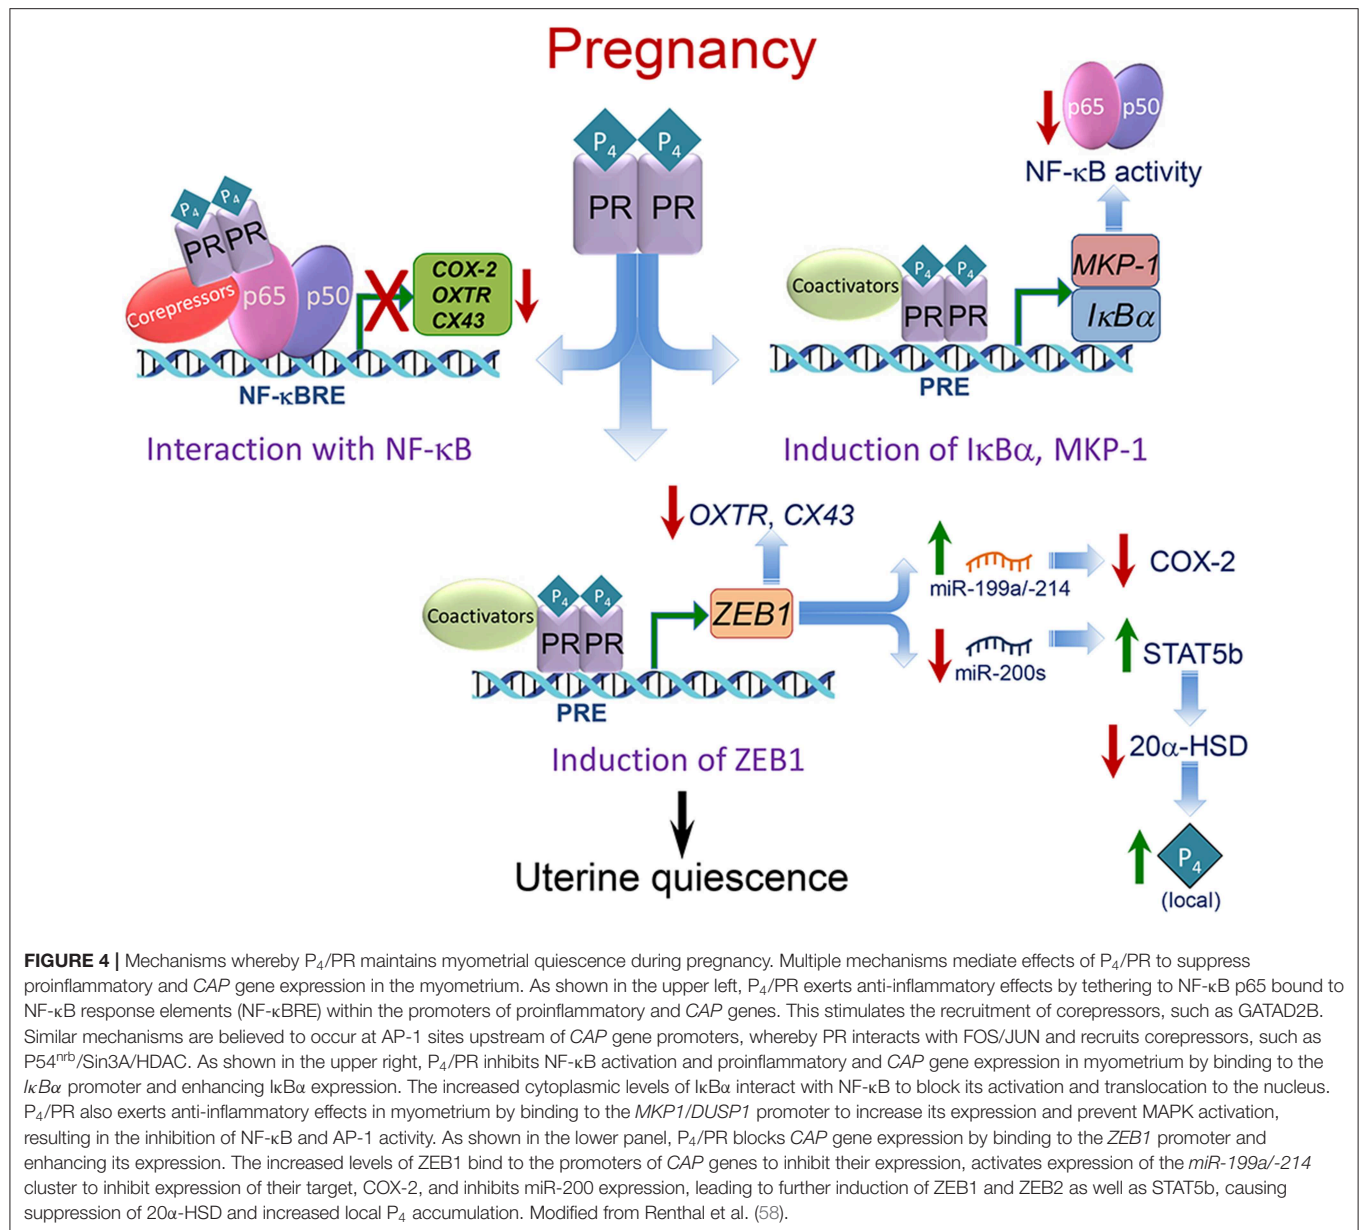 Pregnancy
P4 P4
PR PR
P4 P4
PR PR
Corepressors
p65 p50
COX-2
OXTR
CX43
X
NF-κBRE
Interaction with NF-κB
p65 p50
NF-κB activity
MKP-1
IκBα
Coactivators
P4 P4
PR PR
PRE
Induction of IκBα, MKP-1
OXTR, CX43
Coactivators
P4 P4
PR PR
ZEB1
PRE
miR-199a/-214
COX-2
miR-200s
STAT5b
20α-HSD
P4
(local)
Induction of ZEB1
Uterine quiescence
FIGURE 4 | Mechanisms whereby P4/PR maintains myometrial quiescence during pregnancy. Multiple mechanisms mediate effects of P4/PR to suppress
proinflammatory and CAP gene expression in the myometrium. As shown in the upper left, P4/PR exerts anti-inflammatory effects by tethering to NF-κB p65 bound to
NF-κB response elements (NF-κBRE) within the promoters of proinflammatory and CAP genes. This stimulates the recruitment of corepressors, such as GATAD2B.
Similar mechanisms are believed to occur at AP-1 sites upstream of CAP gene promoters, whereby PR interacts with FOS/JUN and recruits corepressors, such as
P54nrb/Sin3A/HDAC. As shown in the upper right, P4/PR inhibits NF-κB activation and proinflammatory and CAP gene expression in myometrium by binding to the
IκBα promoter and enhancing IκBα expression. The increased cytoplasmic levels of IκBα interact with NF-κB to block its activation and translocation to the nucleus.
P4/PR also exerts anti-inflammatory effects in myometrium by binding to the MKP1/DUSP1 promoter to increase its expression and prevent MAPK activation,
resulting in the inhibition of NF-κB and AP-1 activity. As shown in the lower panel, P4/PR blocks CAP gene expression by binding to the ZEB1 promoter and
enhancing its expression. The increased levels of ZEB1 bind to the promoters of CAP genes to inhibit their expression, activates expression of the miR-199a/-214
cluster to inhibit expression of their target, COX-2, and inhibits miR-200 expression, leading to further induction of ZEB1 and ZEB2 as well as STAT5b, causing
suppression of 20α-HSD and increased local P4 accumulation. Modified from Renthal et al. (58).